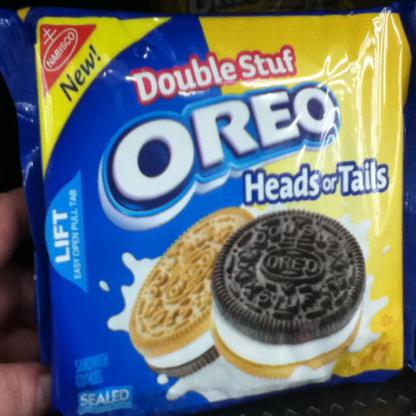 NABISCO
New!
Double Stuf
OREO
Heads or Tails
LIFT
EASY OPEN PULL TAB
OREO
SANDWICH
COOKIES
SEALED